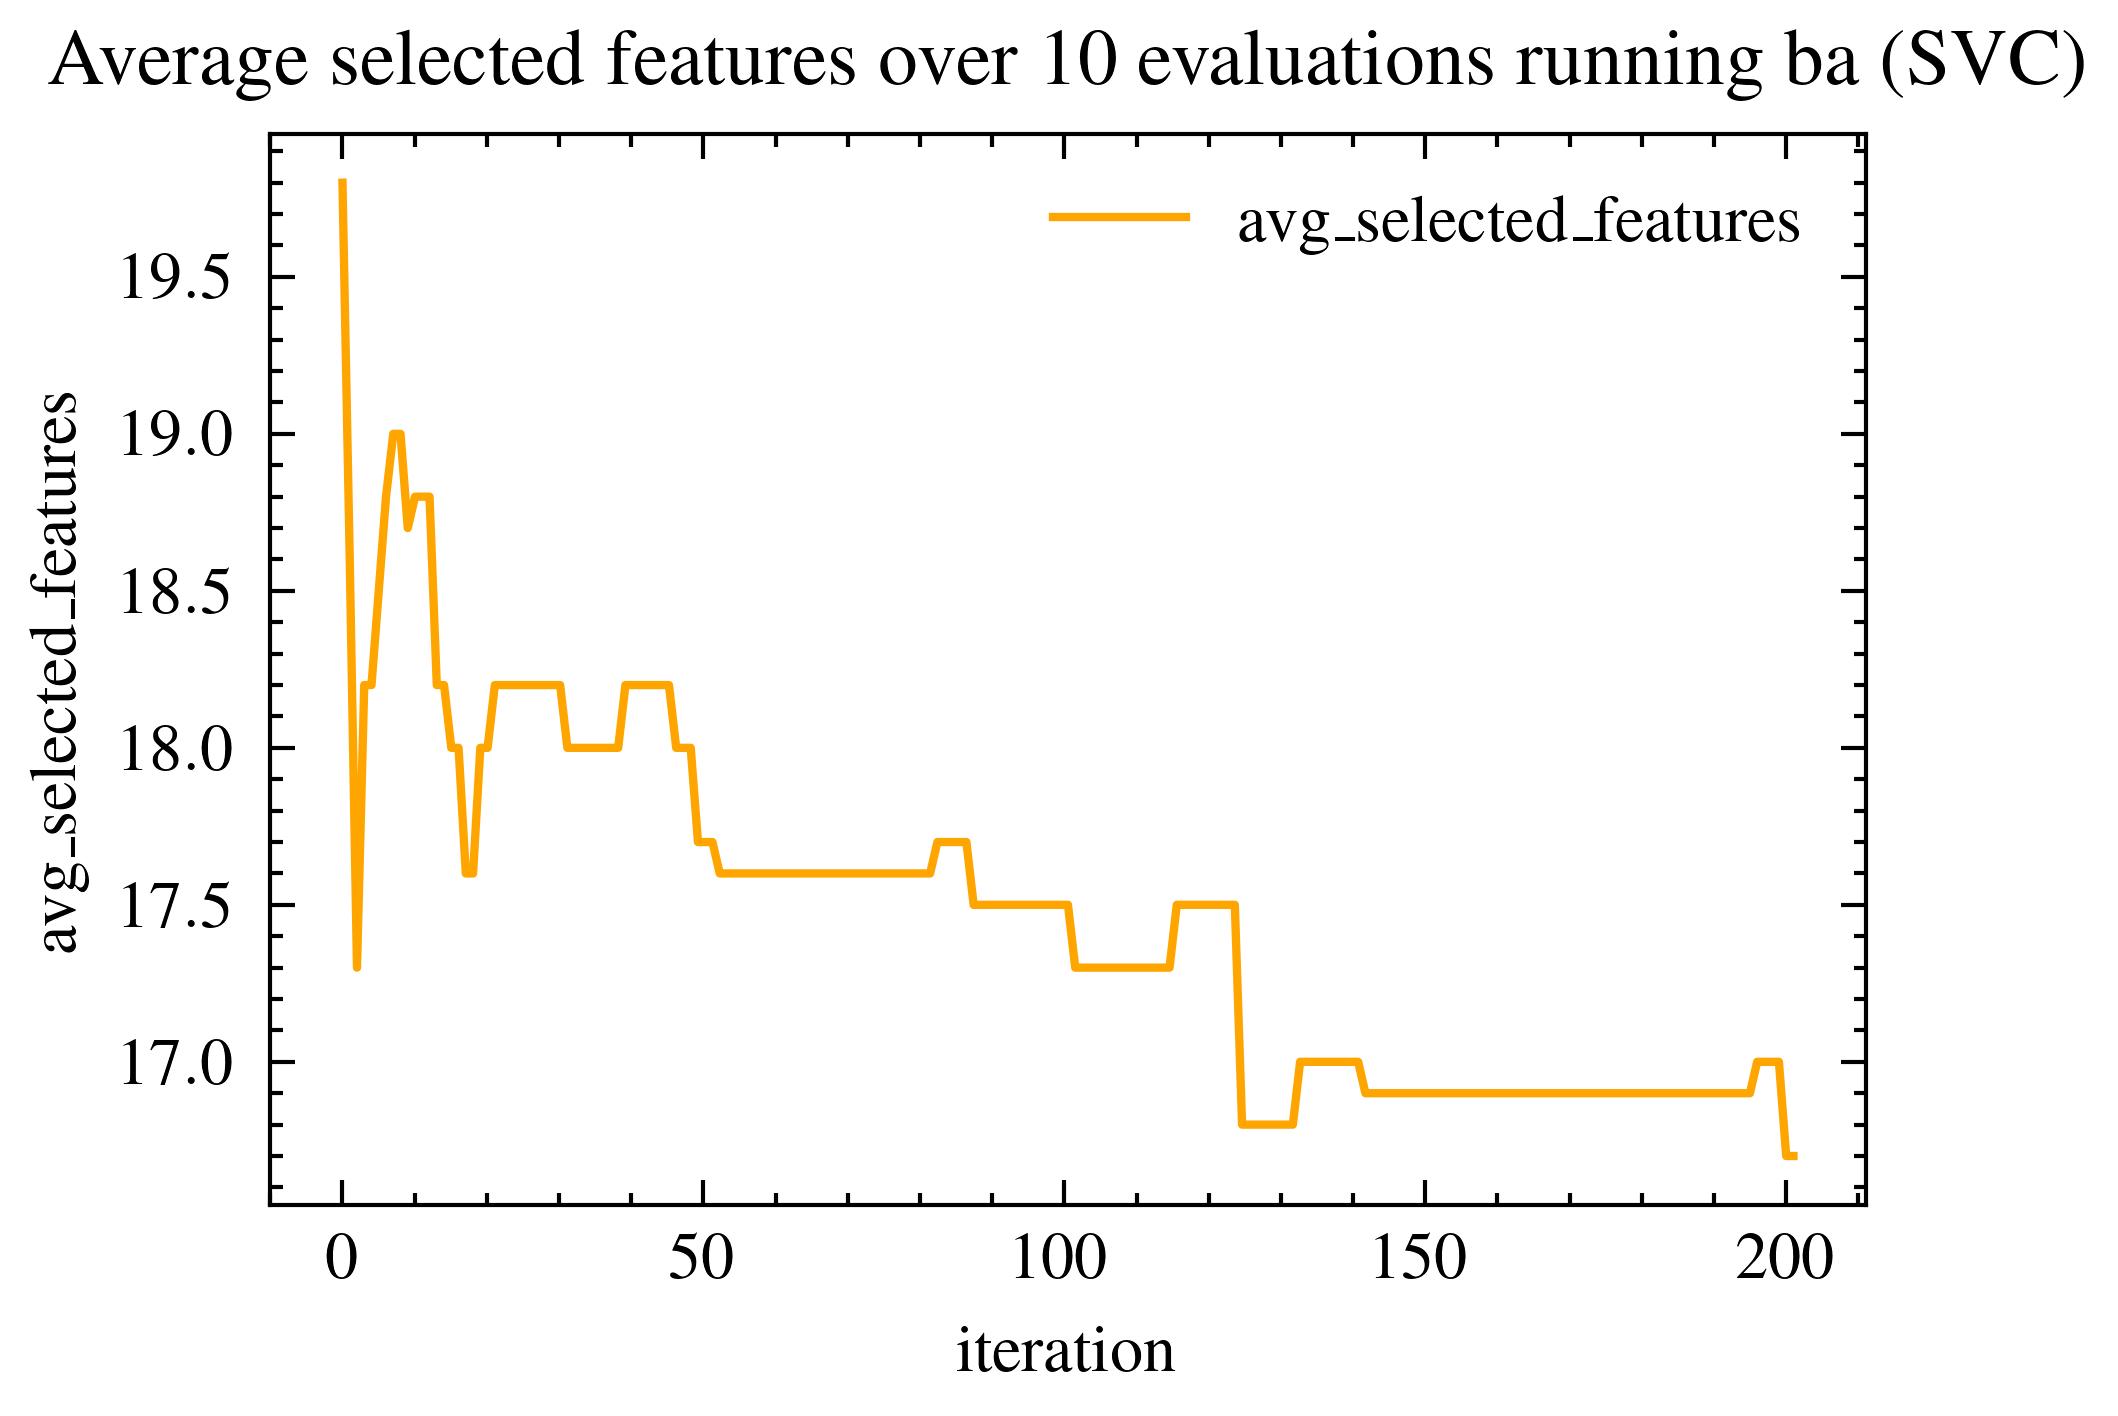 Average selected features over 10 evaluations running ba (SVC)
avg_selected_features
avg_selected_features
19.5
19.0
18.5
18.0
17.5
17.0
0 50 100 150 200
iteration